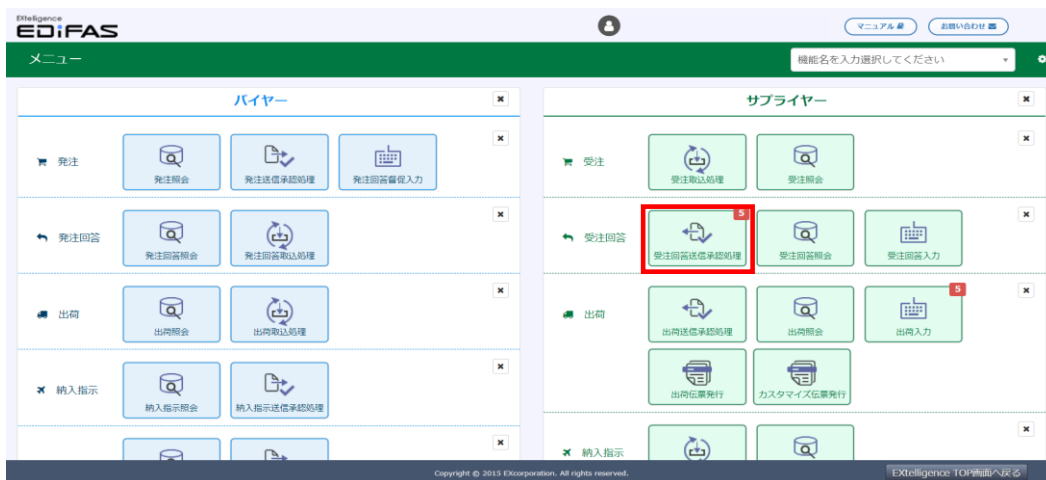 EXtelligence
EDiFAS
マニュアル
お問い合わせ
メニュー
機能名を入力選択してください
バイヤー
発注
発注照会
発注送信承認処理
発注回答督促入力
発注回答
発注回答照会
発注回答取込処理
出荷
出荷照会
出荷取込処理
納入指示
納入指示照会
納入指示送信承認処理
サプライヤー
受注
受注取込処理
受注照会
受注回答
5
受注回答送信承認処理
受注回答照会
受注回答入力
出荷
出荷送信承認処理
出荷照会
5
出荷入力
出荷伝票発行
カスタマイズ伝票発行
納入指示
Copyright © 2015 EXcorporation. All rights reserved.
EXtelligence TOP画面へ戻る